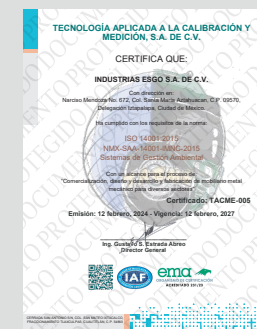 TECNOLOGÍA APLICADA A LA CALIBRACIÓN Y
MEDICIÓN, S.A. DE C.V.
CERTIFICA QUE:
INDUSTRIAS ESGO S.A. DE C.V.
Con dirección en:
Narciso Mendoza No. 672, Col. Santa María Aztahuacan, C.P. 09570,
Delegación Iztapalapa, Ciudad de México
Ha cumplido con los requisitos de la norma:
ISO 14001:2015
NMX-SAA-14001-IMNC-2015
Sistemas de Gestión Ambiental
Con un alcance para el proceso de:
"Comercialización, diseño y desarrollo y fabricación de mobiliario metal
mecánico para diversos sectores"
Certificado: TACME-005
Emisión: 12 febrero, 2024 - Vigencia: 12 febrero, 2027
Ing. Gustavo S. Estrada Abreo
Director General
IAF
ema
ORGANISMO DE CERTIFICACIÓN